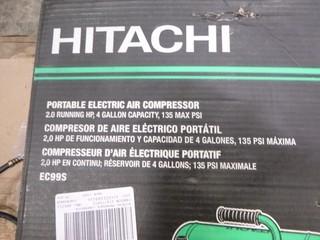 HITACHI
PORTABLE ELECTRIC AIR COMPRESSOR
2.0 RUNNING HP, 4 GALLON CAPACITY, 135 MAX PSI
COMPRESOR DE AIRE ELÉCTRICO PORTÁTIL
2,0 HP DE FUNCIONAMIENTO Y CAPACIDAD DE 4 GALONES, 135 PSI MÁXIMA
COMPRESSEUR D'AIR ÉLECTRIQUE PORTATIF
2,0 HP EN CONTINU; RÉSERVOIR DE 4 GALLONS; 135 PSI MAXIMALE
EC99S